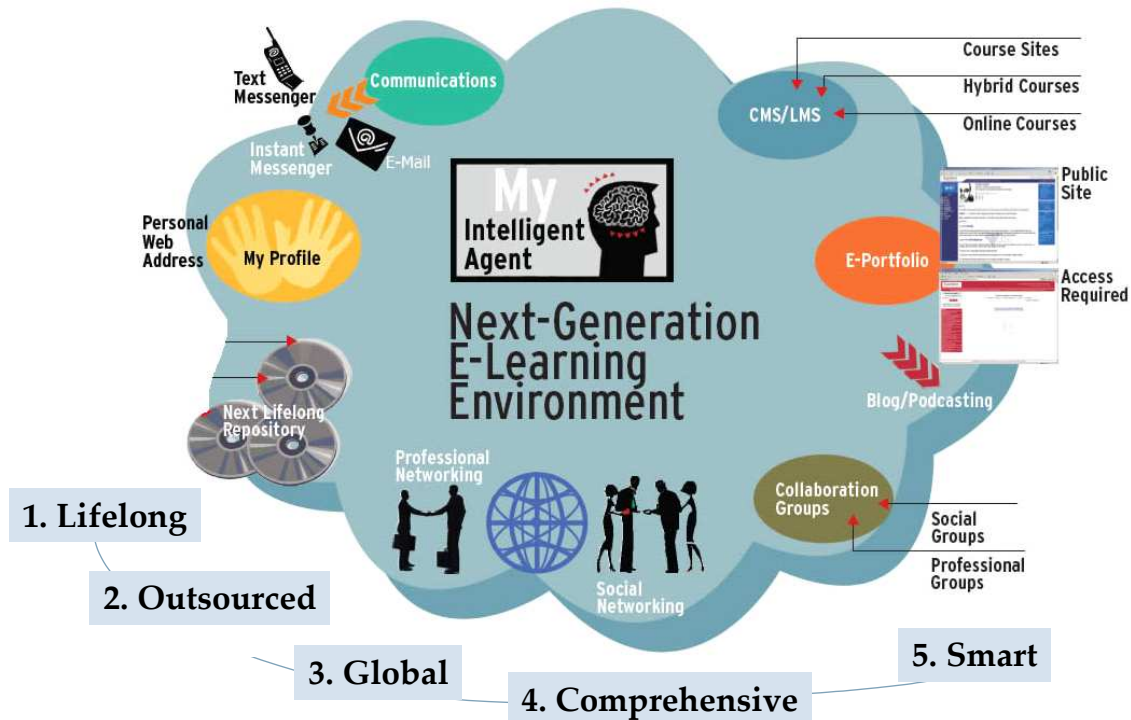 Text
Messenger
Communications
Instant
Messenger
E-Mail
CMS/LMS
Course Sites
Hybrid Courses
Online Courses
My
Intelligent
Agent
Personal
Web
Address
My Profile
E-Portfolio
Public
Site
Access
Required
Next-Generation
E-Learning
Environment
Blog/Podcasting
Next Lifelong
Repository
Professional
Networking
Social
Networking
Collaboration
Groups
Social
Groups
Professional
Groups
1. Lifelong
2. Outsourced
3. Global
4. Comprehensive
5. Smart